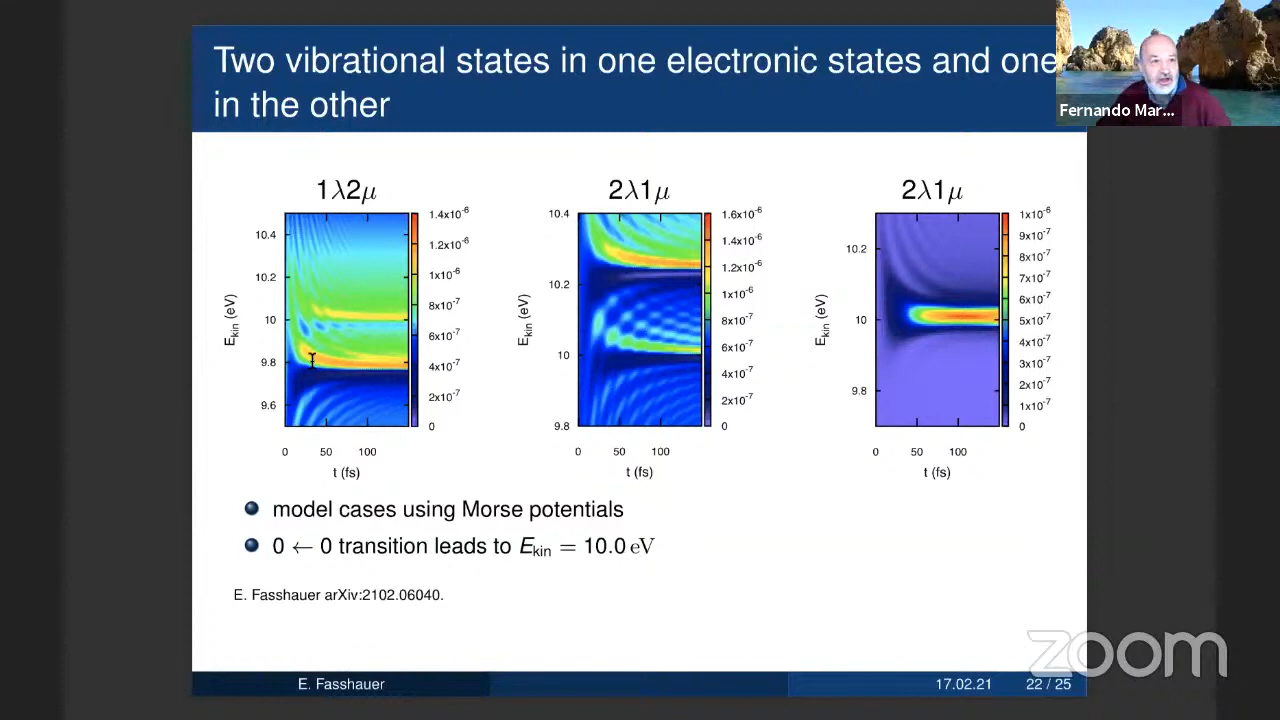 Two vibrational states in one electronic states and one
in the other
Fernando Mar...
1λ2μ
2λ1μ
2λ1μ
10.4
10.2
10
9.8
9.6
E_kin (eV)
0
50
100
t (fs)
1.4x10^-6
1.2x10^-6
1x10^-6
8x10^-7
6x10^-7
4x10^-7
2x10^-7
0
10.4
10.2
10
9.8
E_kin (eV)
0
50
100
t (fs)
1.6x10^-6
1.4x10^-6
1.2x10^-6
1x10^-6
8x10^-7
6x10^-7
4x10^-7
2x10^-7
0
10.2
10
9.8
E_kin (eV)
0
50
100
t (fs)
1x10^-6
9x10^-7
8x10^-7
7x10^-7
6x10^-7
5x10^-7
4x10^-7
3x10^-7
2x10^-7
1x10^-7
0
model cases using Morse potentials
0 ← 0 transition leads to E_kin = 10.0 eV
E. Fasshauer arXiv:2102.06040.
zoom
E. Fasshauer
17.02.21
22 / 25